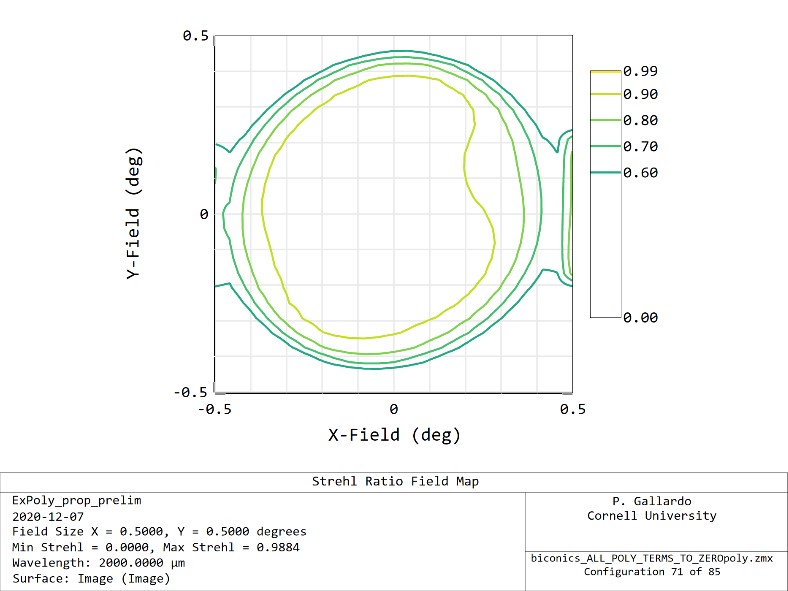 0.5
0
-0.5
Y-Field (deg)
-0.5
0
0.5
X-Field (deg)
0.99
0.90
0.80
0.70
0.60
0.00
Strehl Ratio Field Map
ExPoly_prop_prelim
2020-12-07
Field Size X = 0.5000, Y = 0.5000 degrees
Min Strehl = 0.0000, Max Strehl = 0.9884
Wavelength: 2000.0000 µm
Surface: Image (Image)
P. Gallardo
Cornell University
biconics_ALL_POLY_TERMS_TO_ZEROpoly.zmx
Configuration 71 of 85